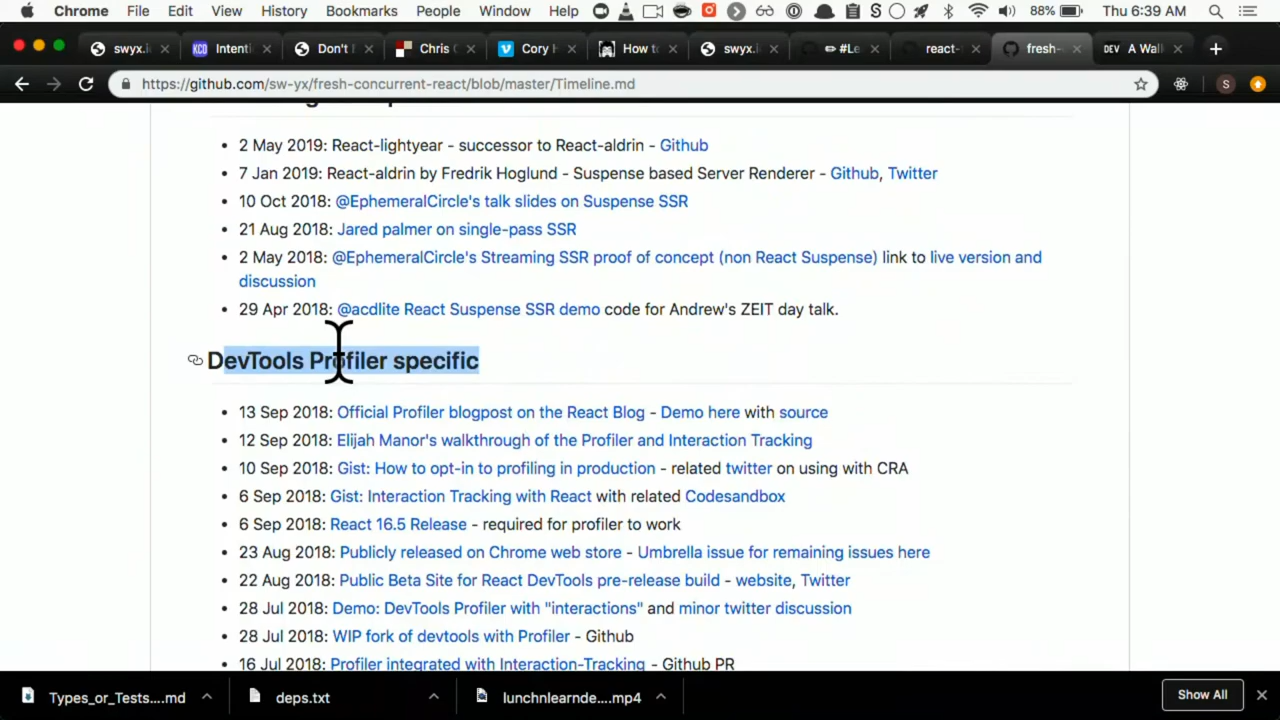 Chrome File Edit View History Bookmarks People Window Help 88% Thu 6:39 AM
swyx.i KCD Intenti Don't Chris Cory H How to swyx. #Le react- fresh- DEV A Wal
https://github.com/sw-yx/fresh-concurrent-react/blob/master/Timeline.md S
2 May 2019: React-lightyear - successor to React-aldrin - Github
7 Jan 2019: React-aldrin by Fredrik Hoglund - Suspense based Server Renderer - Github, Twitter
10 Oct 2018: @EphemeralCircle's talk slides on Suspense SSR
21 Aug 2018: Jared palmer on single-pass SSR
2 May 2018: @EphemeralCircle's Streaming SSR proof of concept (non React Suspense) link to live version and
discussion
29 Apr 2018: @acdlite React Suspense SSR demo code for Andrew's ZEIT day talk.
DevTools Profiler specific
13 Sep 2018: Official Profiler blogpost on the React Blog - Demo here with source
12 Sep 2018: Elijah Manor's walkthrough of the Profiler and Interaction Tracking
10 Sep 2018: Gist: How to opt-in to profiling in production - related twitter on using with CRA
6 Sep 2018: Gist: Interaction Tracking with React with related Codesandbox
6 Sep 2018: React 16.5 Release - required for profiler to work
23 Aug 2018: Publicly released on Chrome web store - Umbrella issue for remaining issues here
22 Aug 2018: Public Beta Site for React DevTools pre-release build - website, Twitter
28 Jul 2018: Demo: DevTools Profiler with "interactions" and minor twitter discussion
28 Jul 2018: WIP fork of devtools with Profiler - Github
16 Jul 2018: Profiler integrated with Interaction-Tracking - Github PR
Types_or_Tests....md deps.txt lunchnlearnde....mp4 Show All